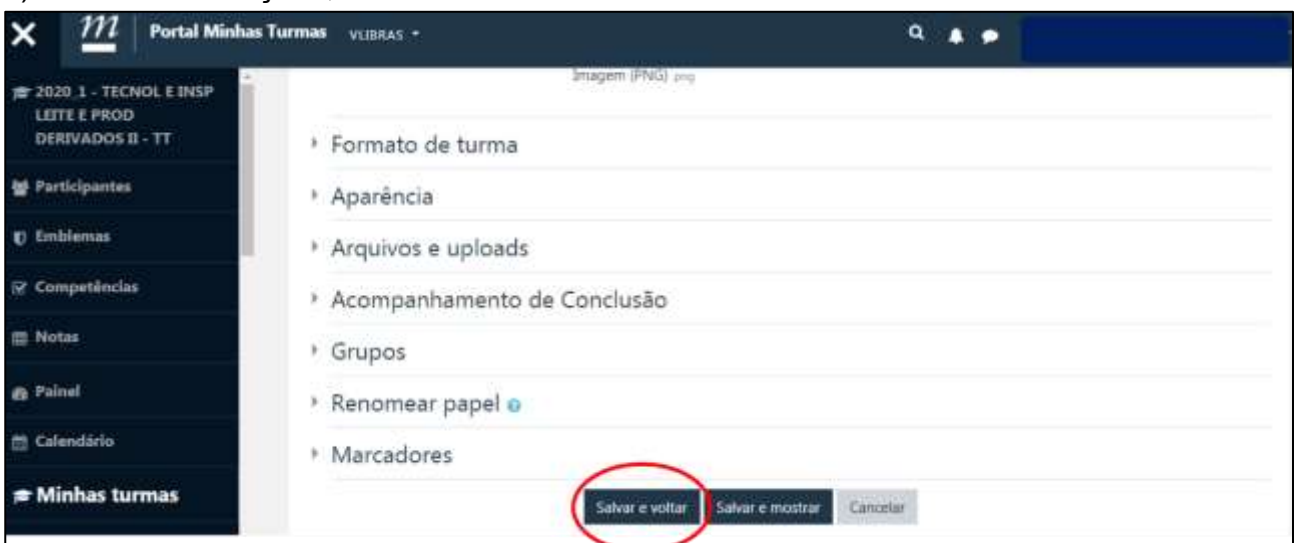 m Portal Minhas Turmas VLIBRAS
2020_1 - TECNOL E INSP
LEITE E PROD
DERIVADOS II - TT
Participantes
Emblemas
Competências
Notas
Painel
Calendário
Minhas turmas
Imagem (PNG) png
Formato de turma
Aparência
Arquivos e uploads
Acompanhamento de Conclusão
Grupos
Renomear papel
Marcadores
Salvar e voltar Salvar e mostrar Cancelar